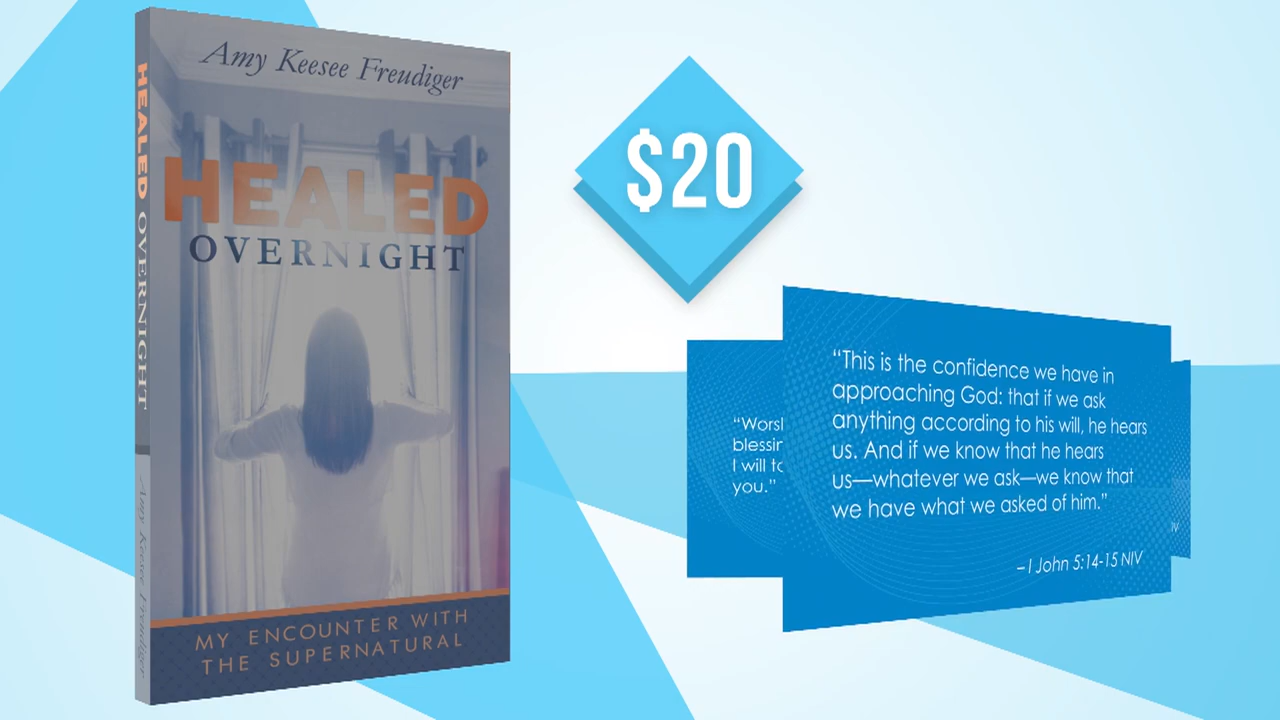 Amy Keesee Freudiger
HEALED
OVERNIGHT
MY ENCOUNTER WITH
THE SUPERNATURAL
HEALED OVERNIGHT
Amy Keesee Freudiger
$20
“This is the confidence we have in
approaching God: that if we ask
anything according to his will, he hears
us. And if we know that he hears
us—whatever we ask—we know that
we have what we asked of him.”
– I John 5:14-15 NIV
I will
you.”
IV